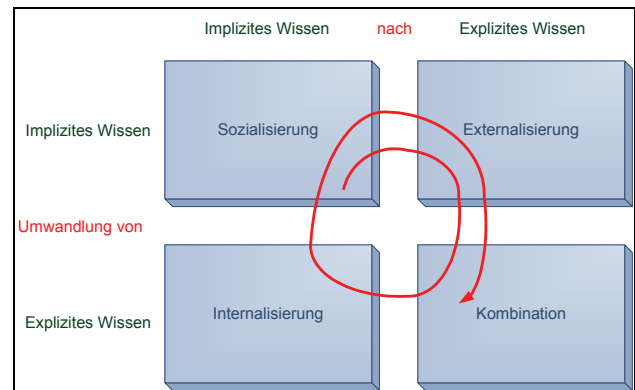 Implizites Wissen nach Explizites Wissen
Implizites Wissen
Sozialisierung
Externalisierung
Umwandlung von
Explizites Wissen
Internalisierung
Kombination